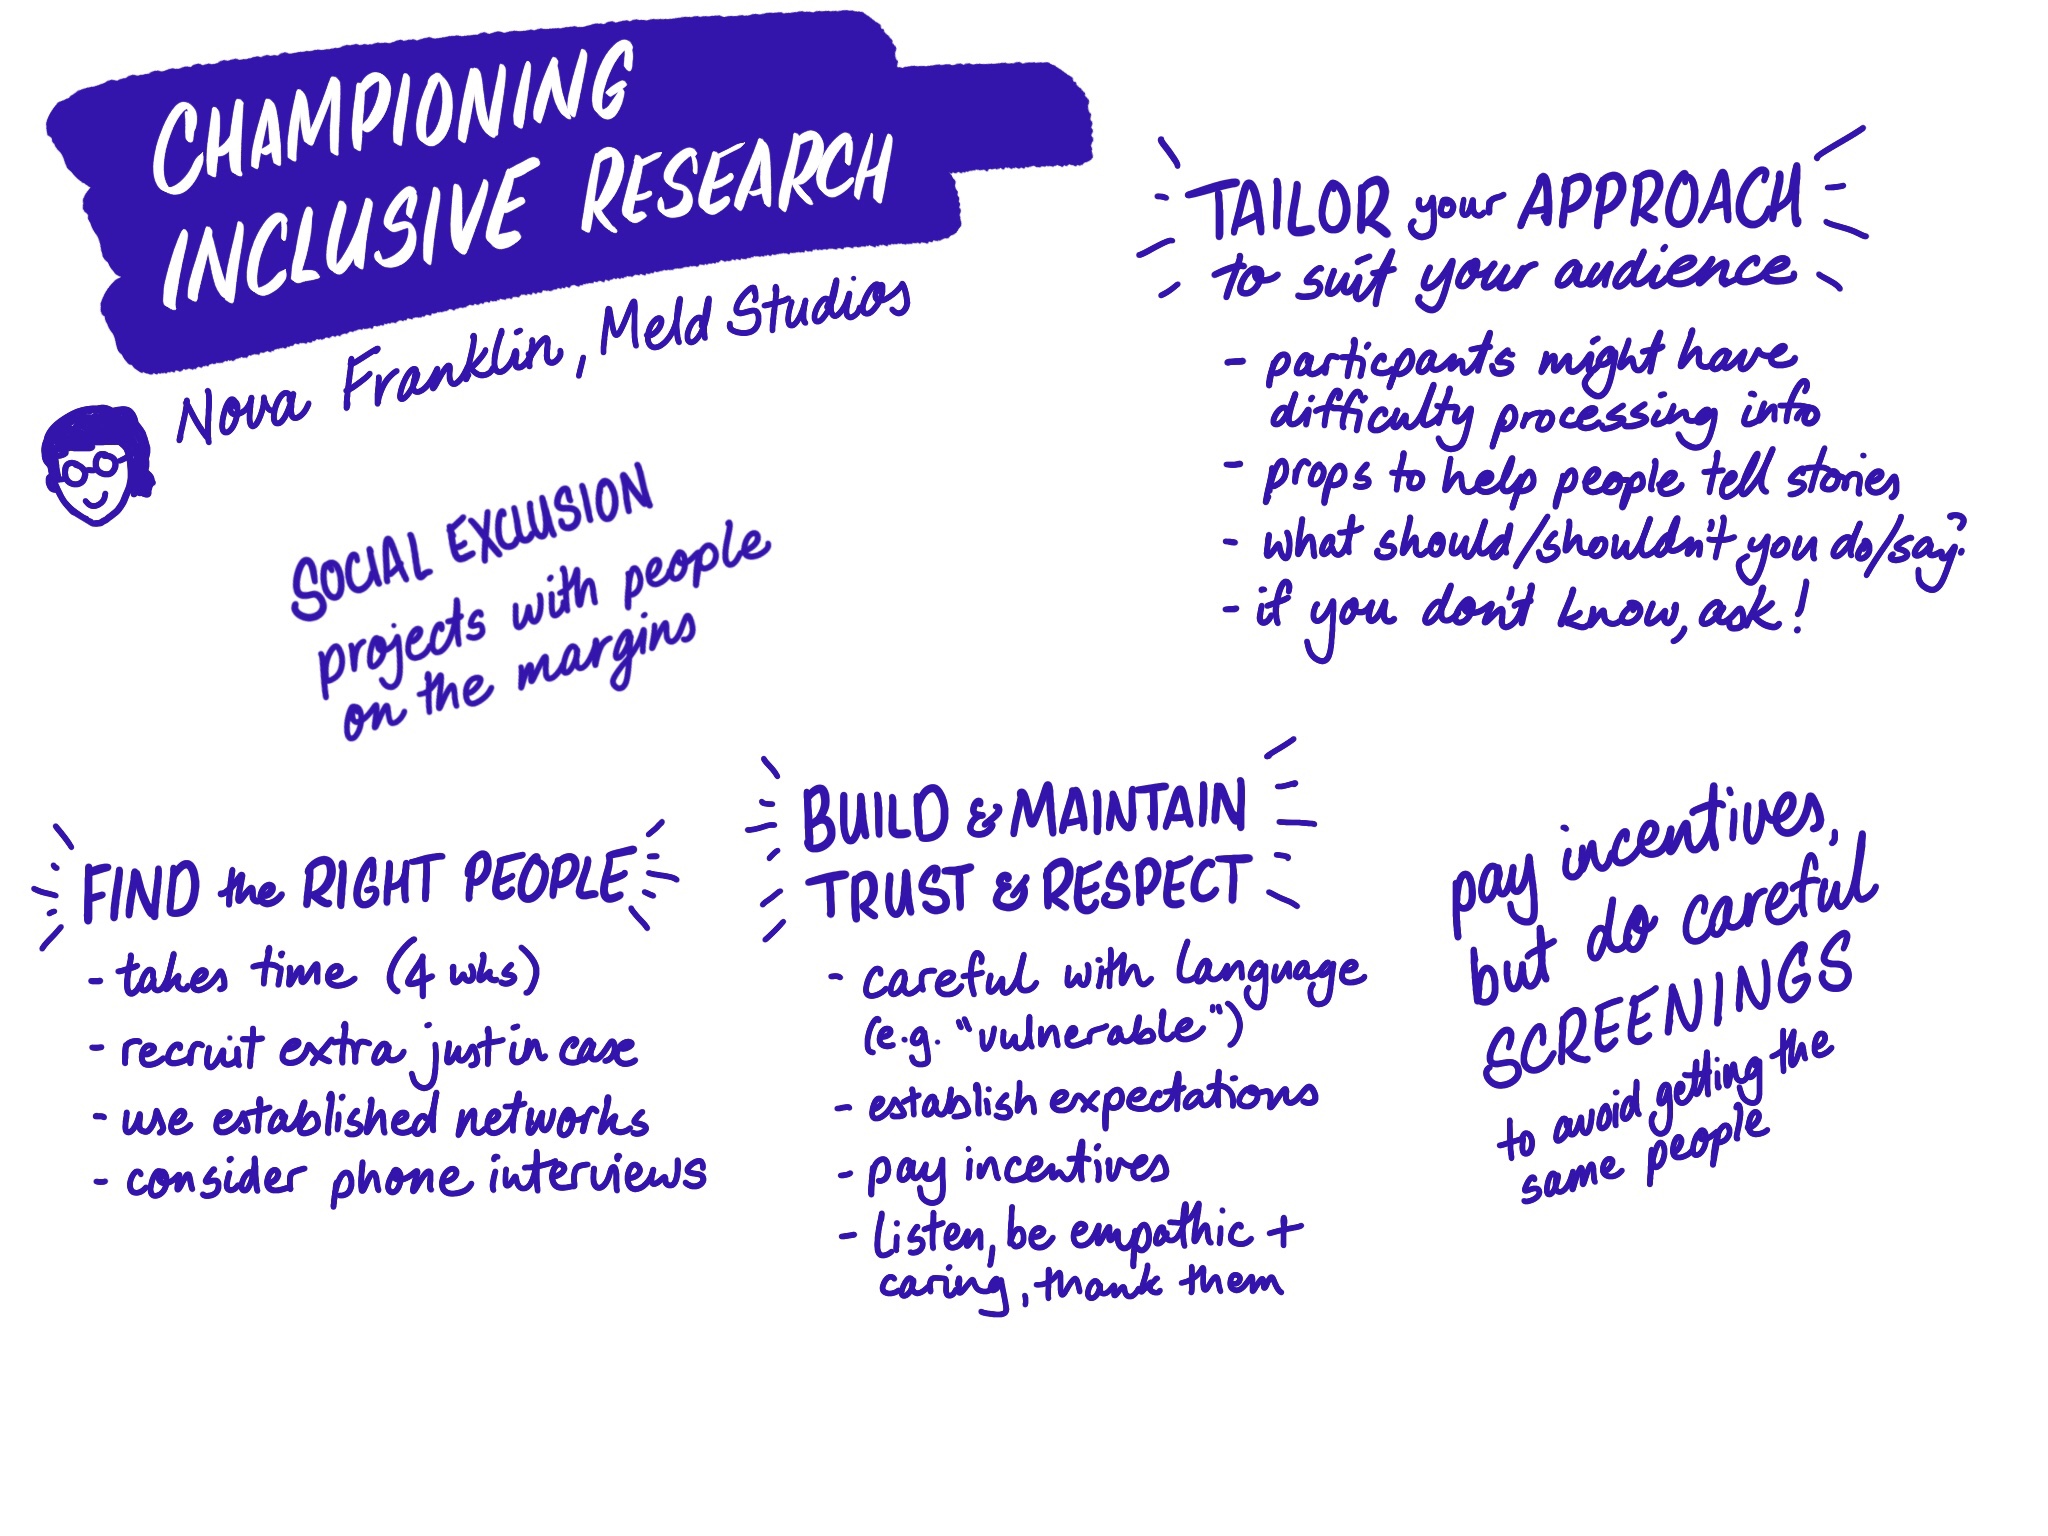 CHAMPIONING
INCLUSIVE RESEARCH
Nova Franklin, Meld Studios
SOCIAL EXCLUSION
projects with people
on the margins
TAILOR your APPROACH
to suit your audience
- particpants might have
difficulty processing info
- props to help people tell stories
- what should/shouldn't you do/say?
- if you don't know, ask!
FIND the RIGHT PEOPLE
- takes time (4 wks)
- recruit extra just in case
- use established networks
- consider phone interviews
BUILD & MAINTAIN
TRUST & RESPECT
- careful with language
(e.g. "vulnerable")
- establish expectations
- pay incentives
- listen, be empathic +
caring, thank them
pay incentives,
but do careful
SCREENINGS
to avoid getting the
same people